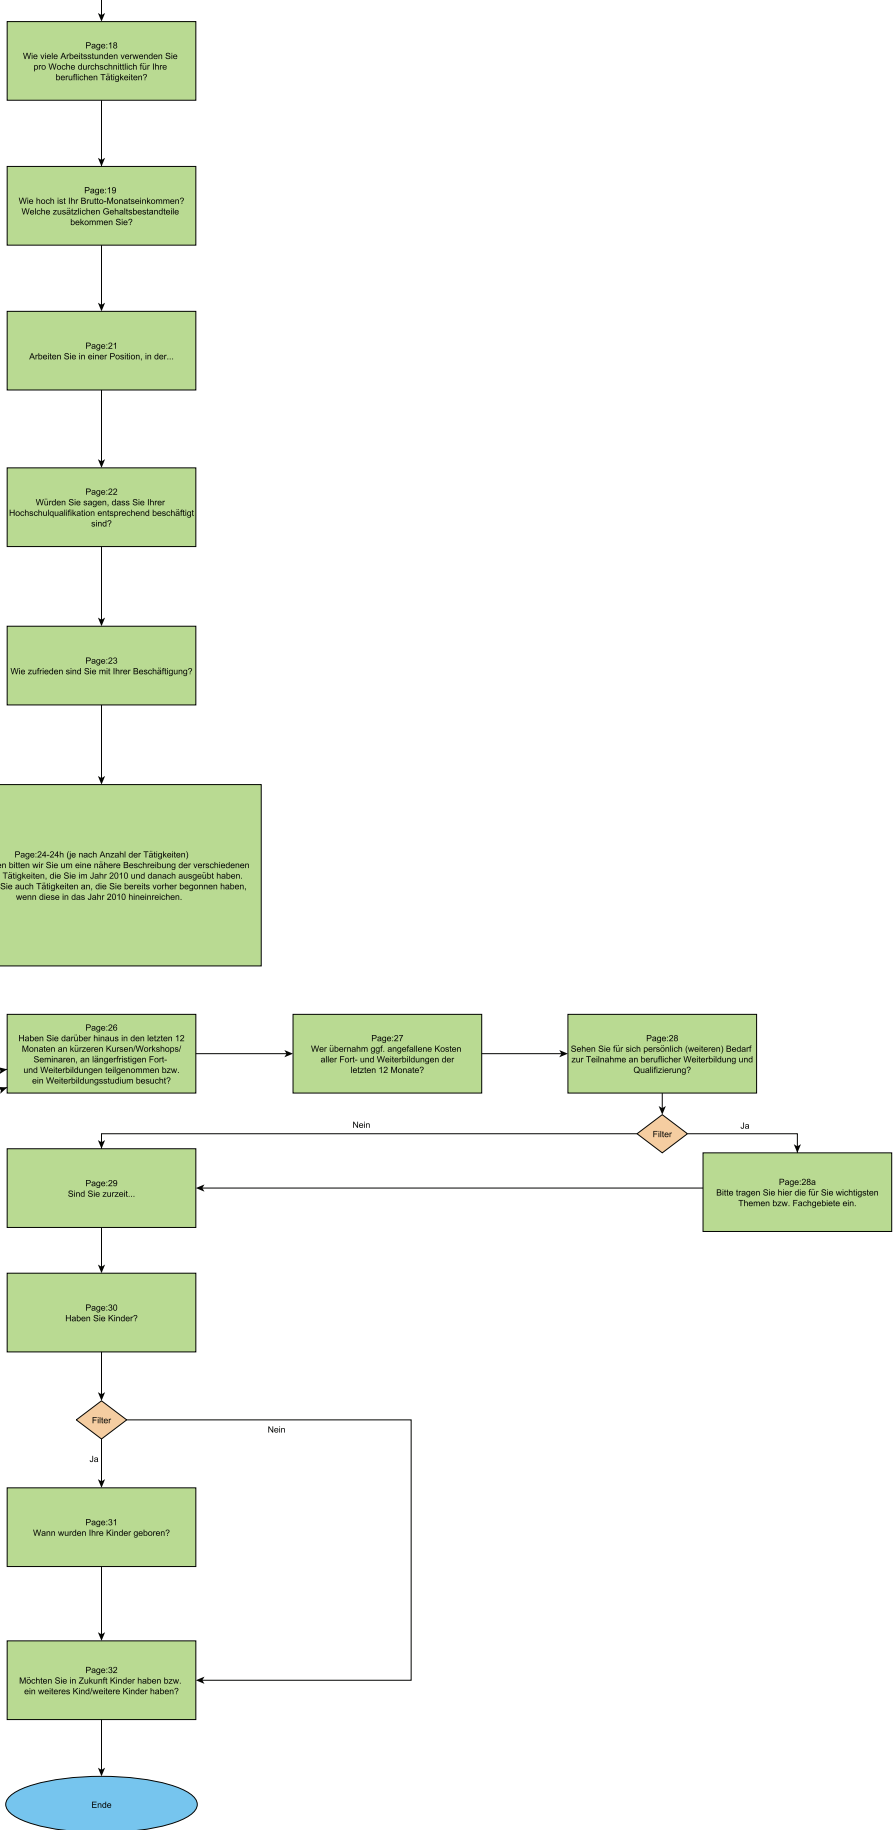 Page:18
Wie viele Arbeitsstunden verwenden Sie
pro Woche durchschnittlich für Ihre
beruflichen Tätigkeiten?
Page:19
Wie hoch ist Ihr Brutto-Monatseinkommen?
Welche zusätzlichen Gehaltsbestandteile
bekommen Sie?
Page:21
Arbeiten Sie in einer Position, in der...
Page:22
Würden Sie sagen, dass Sie Ihrer
Hochschulqualifikation entsprechend beschäftigt
sind?
Page:23
Wie zufrieden sind Sie mit Ihrer Beschäftigung?
Page:24-24h (je nach Anzahl der Tätigkeiten)
en bitten wir Sie um eine nähere Beschreibung der verschiedenen
Tätigkeiten, die Sie im Jahr 2010 und danach ausgeübt haben.
Sie auch Tätigkeiten an, die Sie bereits vorher begonnen haben,
wenn diese in das Jahr 2010 hineinreichen.
Page:26
Haben Sie darüber hinaus in den letzten 12
Monaten an kürzeren Kursen/Workshops/
Seminaren, an längerfristigen Fort-
und Weiterbildungen teilgenommen bzw.
ein Weiterbildungsstudium besucht?
Page:27
Wer übernahm ggf. angefallene Kosten
aller Fort- und Weiterbildungen der
letzten 12 Monate?
Page:28
Sehen Sie für sich persönlich (weiteren) Bedarf
zur Teilnahme an beruflicher Weiterbildung und
Qualifizierung?
Nein
Filter
Ja
Page:28a
Bitte tragen Sie hier die für Sie wichtigsten
Themen bzw. Fachgebiete ein.
Page:29
Sind Sie zurzeit...
Page:30
Haben Sie Kinder?
Filter
Nein
Ja
Page:31
Wann wurden Ihre Kinder geboren?
Page:32
Möchten Sie in Zukunft Kinder haben bzw.
ein weiteres Kind/weitere Kinder haben?
Ende